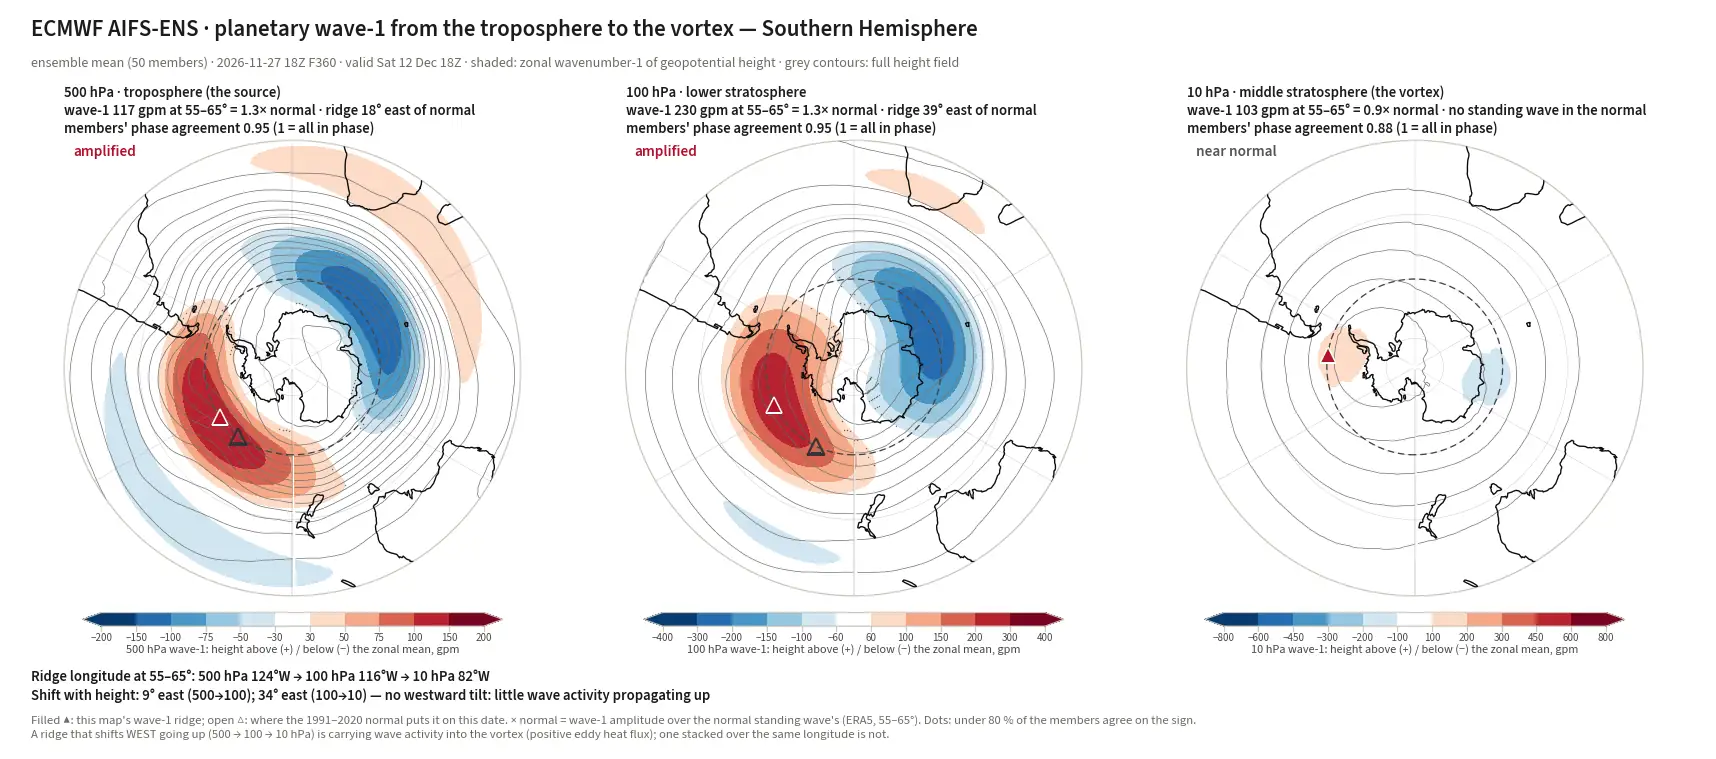 ECMWF AIFS-ENS · planetary wave-1 from the troposphere to the vortex — Southern Hemisphere
ensemble mean (50 members) · 2026-11-27 18Z F360 · valid Sat 12 Dec 18Z · shaded: zonal wavenumber-1 of geopotential height · grey contours: full height field
500 hPa · troposphere (the source)
wave-1 117 gpm at 55–65° = 1.3× normal · ridge 18° east of normal
members' phase agreement 0.95 (1 = all in phase)
amplified
100 hPa · lower stratosphere
wave-1 230 gpm at 55–65° = 1.3× normal · ridge 39° east of normal
members' phase agreement 0.95 (1 = all in phase)
amplified
10 hPa · middle stratosphere (the vortex)
wave-1 103 gpm at 55–65° = 0.9× normal · no standing wave in the normal
members' phase agreement 0.88 (1 = all in phase)
near normal
−200 −150 −100 −75 −50 −30 30 50 75 100 150 200
500 hPa wave-1: height above (+) / below (−) the zonal mean, gpm
−400 −300 −200 −150 −100 −60 60 100 150 200 300 400
100 hPa wave-1: height above (+) / below (−) the zonal mean, gpm
−800 −600 −450 −300 −200 −100 100 200 300 450 600 800
10 hPa wave-1: height above (+) / below (−) the zonal mean, gpm
Ridge longitude at 55–65°: 500 hPa 124°W → 100 hPa 116°W → 10 hPa 82°W
Shift with height: 9° east (500→100); 34° east (100→10) — no westward tilt: little wave activity propagating up
Filled ▲: this map's wave-1 ridge; open △: where the 1991–2020 normal puts it on this date. × normal = wave-1 amplitude over the normal standing wave's (ERA5, 55–65°). Dots: under 80 % of the members agree on the sign.
A ridge that shifts WEST going up (500 → 100 → 10 hPa) is carrying wave activity into the vortex (positive eddy heat flux); one stacked over the same longitude is not.